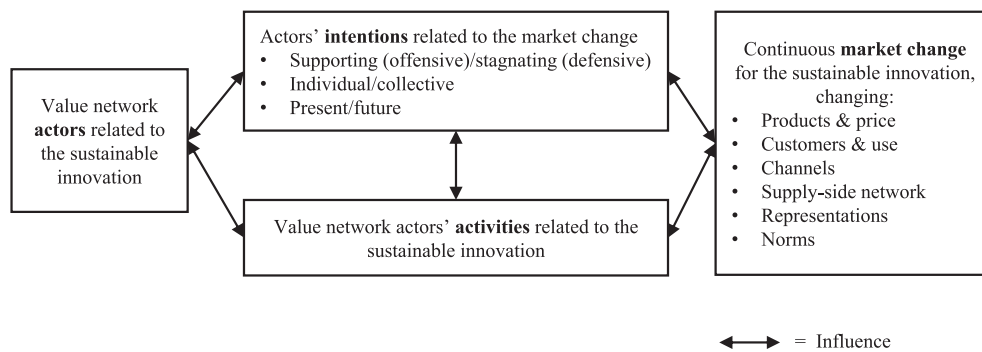 Value network
actors related to
the sustainable
innovation
Actors’ intentions related to the market change
• Supporting (offensive)/stagnating (defensive)
• Individual/collective
• Present/future
Value network actors’ activities related to the
sustainable innovation
Continuous market change
for the sustainable innovation,
changing:
• Products & price
• Customers & use
• Channels
• Supply-side network
• Representations
• Norms
= Influence